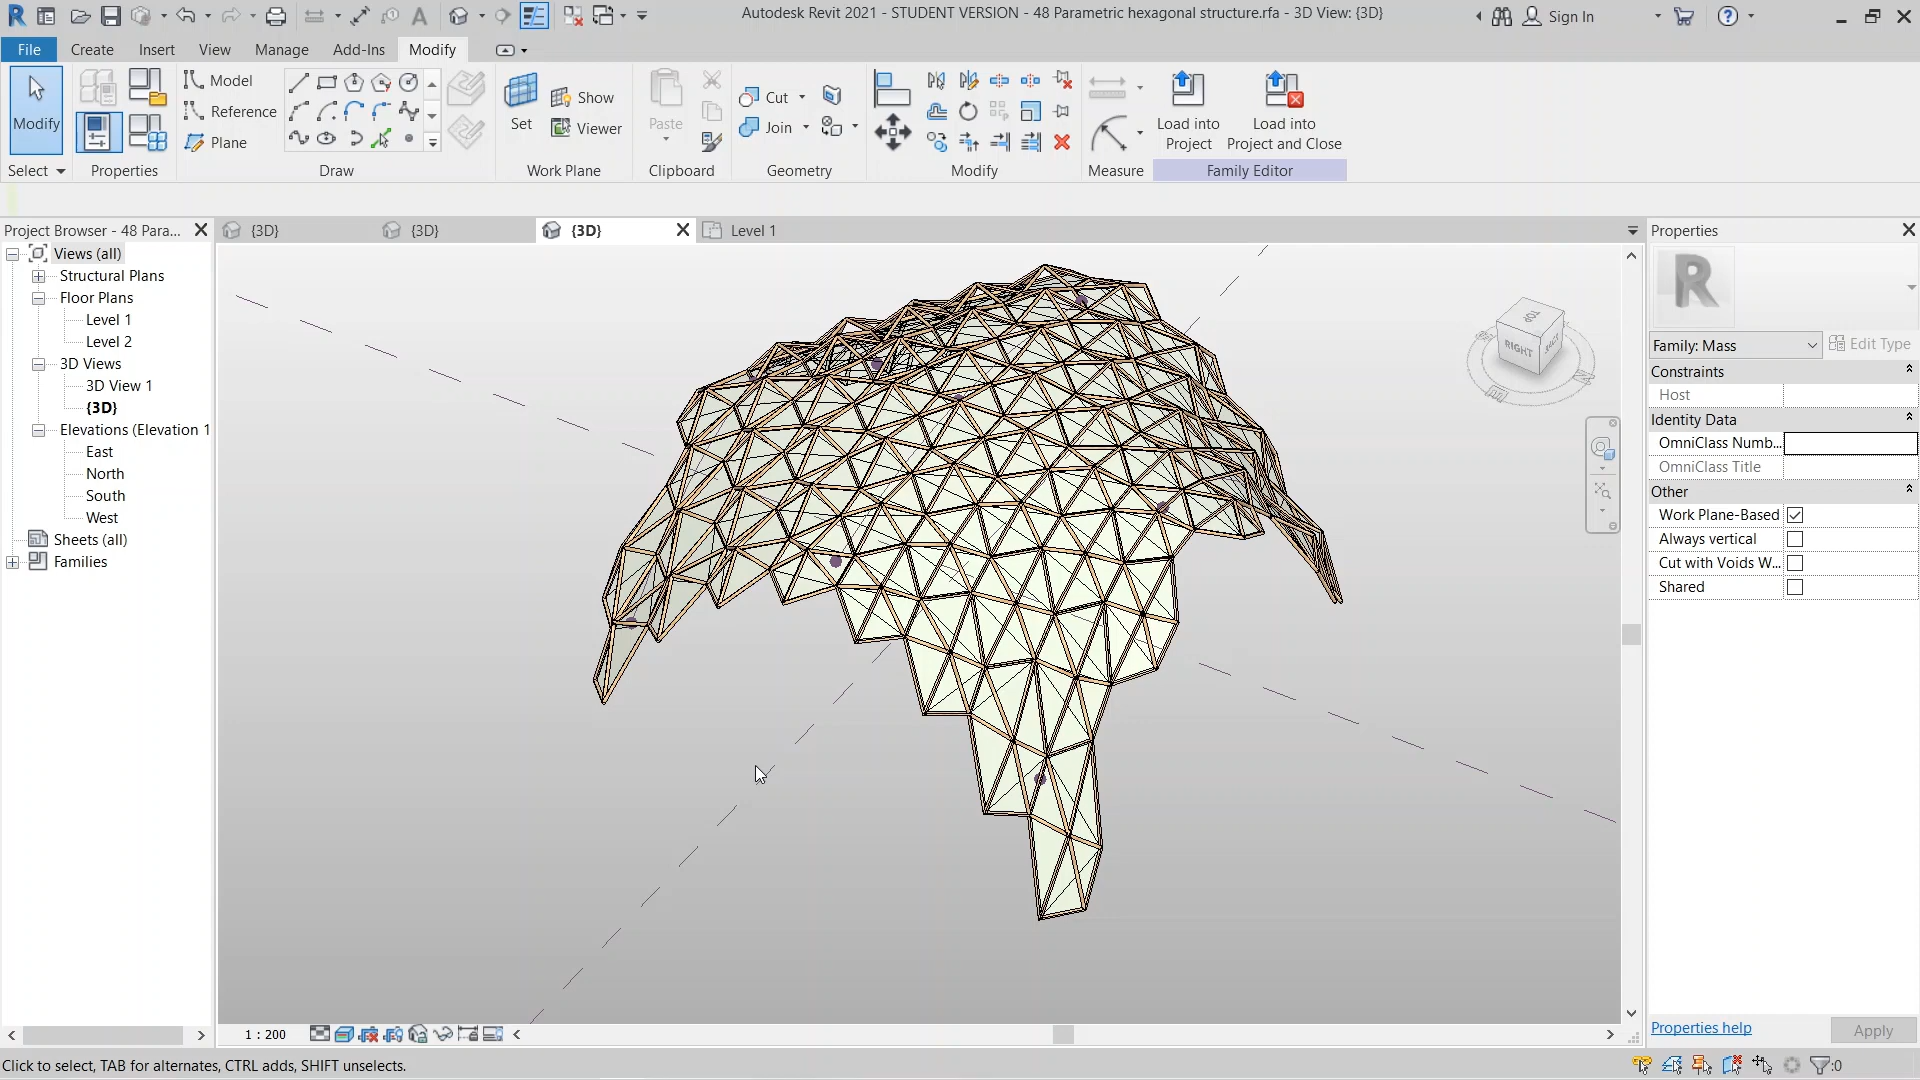 Autodesk Revit 2021 - STUDENT VERSION - 48 Parametric hexagonal structure.rfa - 3D View: {3D}
Sign In
File
Create
Insert
View
Manage
Add-Ins
Modify
Modify
Model
Reference
Plane
Set
Show
Viewer
Paste
Cut
Join
Load into
Project
Load into
Project and Close
Select
Properties
Draw
Work Plane
Clipboard
Geometry
Modify
Measure
Family Editor
Project Browser - 48 Para...
{3D}
{3D}
{3D}
Level 1
Properties
Views (all)
Structural Plans
Floor Plans
Level 1
Level 2
3D Views
3D View 1
{3D}
Elevations (Elevation 1
East
North
South
West
Sheets (all)
Families
TOP
RIGHT
R
Family: Mass
Edit Type
Constraints
Host
Identity Data
OmniClass Numb...
OmniClass Title
Other
Work Plane-Based
Always vertical
Cut with Voids W...
Shared
1 : 200
Properties help
Apply
Click to select, TAB for alternates, CTRL adds, SHIFT unselects.
:0